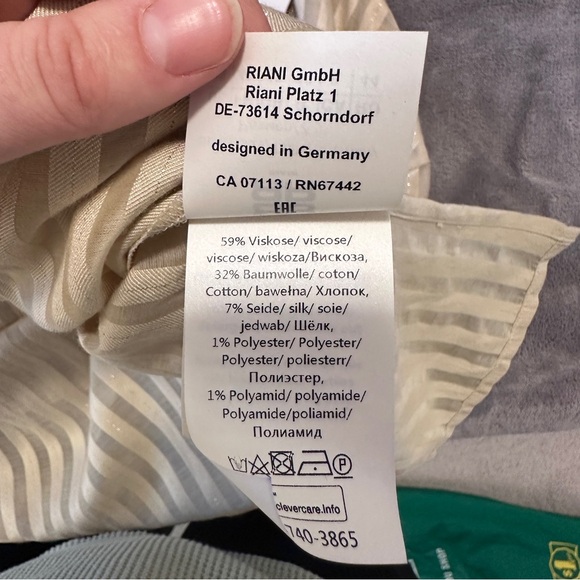 RIANI GmbH
Riani Platz 1
DE-73614 Schorndorf
designed in Germany
CA 07113 / RN67442
EAC
59% Viskose/ viscose/
viscose/ wiskoza/Вискоза,
32% Baumwolle/ coton/
Cotton/ bawełna/ Хлопок,
7% Seide/ silk/ soie/
jedwab/ Шёлк,
1% Polyester/ Polyester/
Polyester/ poliesterr/
Полиэстер,
1% Polyamid/ polyamide/
Polyamide/poliamid/
Полиамид
P
clevercare.Info
740-3865
SHOP